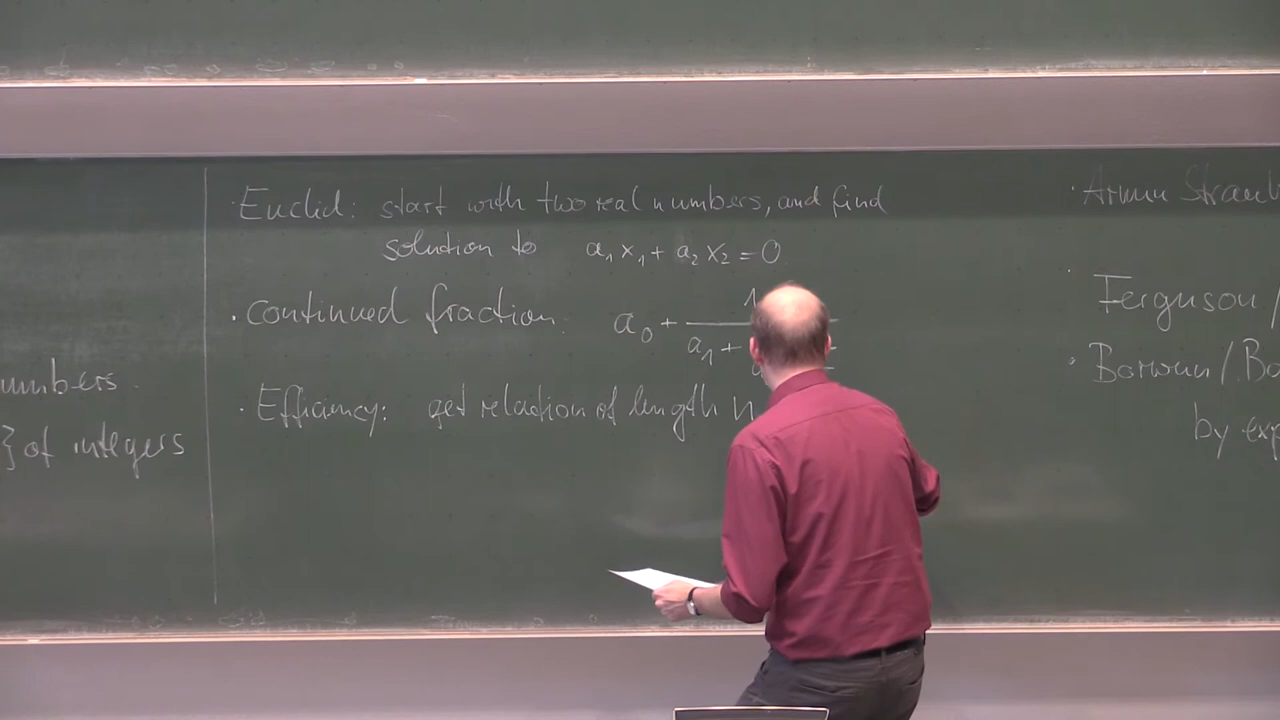 umbers.
} of integers
· Euclid: start with two real numbers, and find
solution to a₁x₁ + a₂x₂ = 0
· continued fraction: a₀ + 1
a₁ +
· Efficiency: get relation of length n
· Armin
Ferguson /
· Borwein /
by